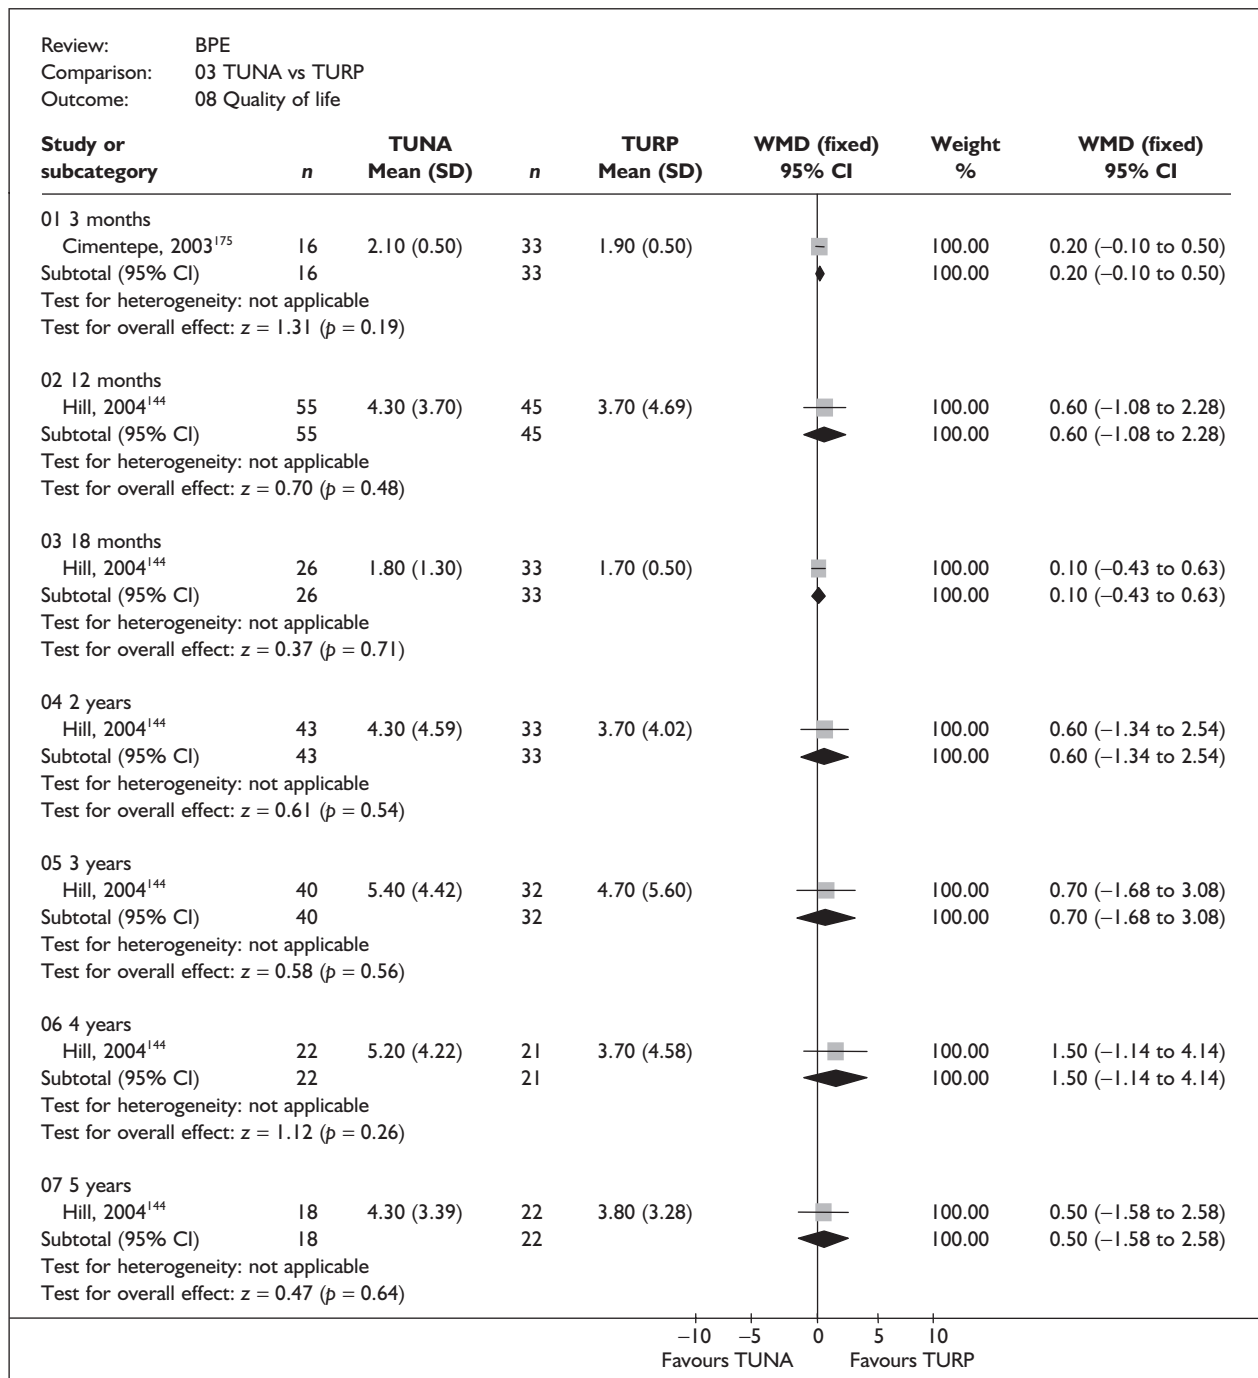 Review: BPE
Comparison: 03 TUNA vs TURP
Outcome: 08 Quality of life
Study or TUNA TURP WMD (fixed) Weight WMD (fixed)
subcategory n Mean (SD) n Mean (SD) 95% CI % 95% CI
01 3 months
Cimentepe, 2003175 16 2.10 (0.50) 33 1.90 (0.50) 100.00 0.20 (−0.10 to 0.50)
Subtotal (95% CI) 16 33 100.00 0.20 (−0.10 to 0.50)
Test for heterogeneity: not applicable
Test for overall effect: z = 1.31 (p = 0.19)
02 12 months
Hill, 2004144 55 4.30 (3.70) 45 3.70 (4.69) 100.00 0.60 (−1.08 to 2.28)
Subtotal (95% CI) 55 45 100.00 0.60 (−1.08 to 2.28)
Test for heterogeneity: not applicable
Test for overall effect: z = 0.70 (p = 0.48)
03 18 months
Hill, 2004144 26 1.80 (1.30) 33 1.70 (0.50) 100.00 0.10 (−0.43 to 0.63)
Subtotal (95% CI) 26 33 100.00 0.10 (−0.43 to 0.63)
Test for heterogeneity: not applicable
Test for overall effect: z = 0.37 (p = 0.71)
04 2 years
Hill, 2004144 43 4.30 (4.59) 33 3.70 (4.02) 100.00 0.60 (−1.34 to 2.54)
Subtotal (95% CI) 43 33 100.00 0.60 (−1.34 to 2.54)
Test for heterogeneity: not applicable
Test for overall effect: z = 0.61 (p = 0.54)
05 3 years
Hill, 2004144 40 5.40 (4.42) 32 4.70 (5.60) 100.00 0.70 (−1.68 to 3.08)
Subtotal (95% CI) 40 32 100.00 0.70 (−1.68 to 3.08)
Test for heterogeneity: not applicable
Test for overall effect: z = 0.58 (p = 0.56)
06 4 years
Hill, 2004144 22 5.20 (4.22) 21 3.70 (4.58) 100.00 1.50 (−1.14 to 4.14)
Subtotal (95% CI) 22 21 100.00 1.50 (−1.14 to 4.14)
Test for heterogeneity: not applicable
Test for overall effect: z = 1.12 (p = 0.26)
07 5 years
Hill, 2004144 18 4.30 (3.39) 22 3.80 (3.28) 100.00 0.50 (−1.58 to 2.58)
Subtotal (95% CI) 18 22 100.00 0.50 (−1.58 to 2.58)
Test for heterogeneity: not applicable
Test for overall effect: z = 0.47 (p = 0.64)
−10 −5 0 5 10
Favours TUNA Favours TURP